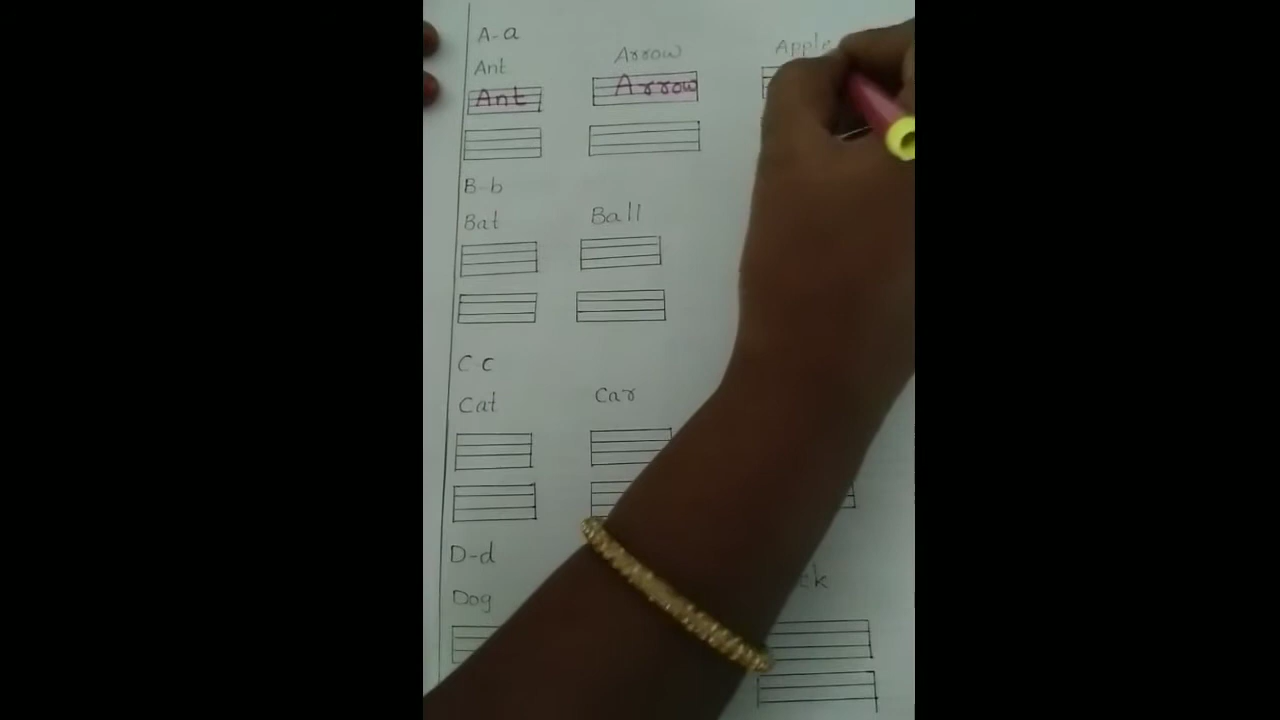 A-a
Ant Arrow Apple
Ant Arrow
B-b
Bat Ball
C-c
Cat Car
D-d
Dog